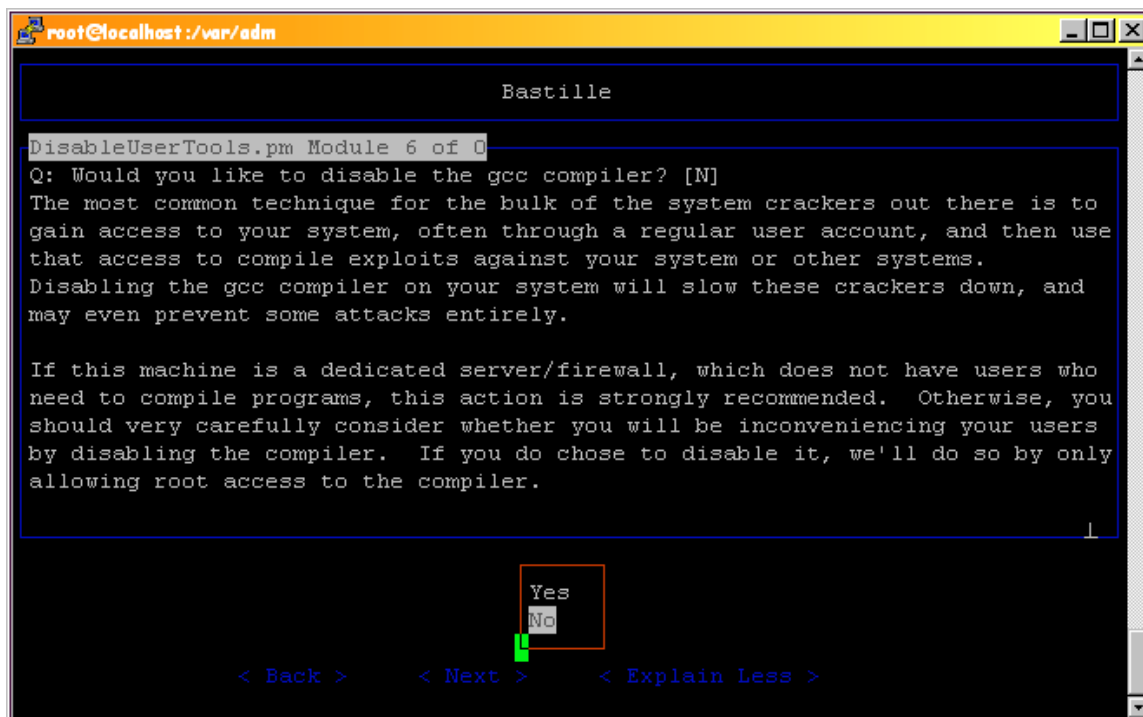 root@localhost:/var/adm
Bastille
DisableUserTools.pm Module 6 of 0
Q: Would you like to disable the gcc compiler? [N]
The most common technique for the bulk of the system crackers out there is to
gain access to your system, often through a regular user account, and then use
that access to compile exploits against your system or other systems.
Disabling the gcc compiler on your system will slow these crackers down, and
may even prevent some attacks entirely.
If this machine is a dedicated server/firewall, which does not have users who
need to compile programs, this action is strongly recommended.  Otherwise, you
should very carefully consider whether you will be inconveniencing your users
by disabling the compiler.  If you do chose to disable it, we'll do so by only
allowing root access to the compiler.
Yes
No
< Back > < Next > < Explain Less >